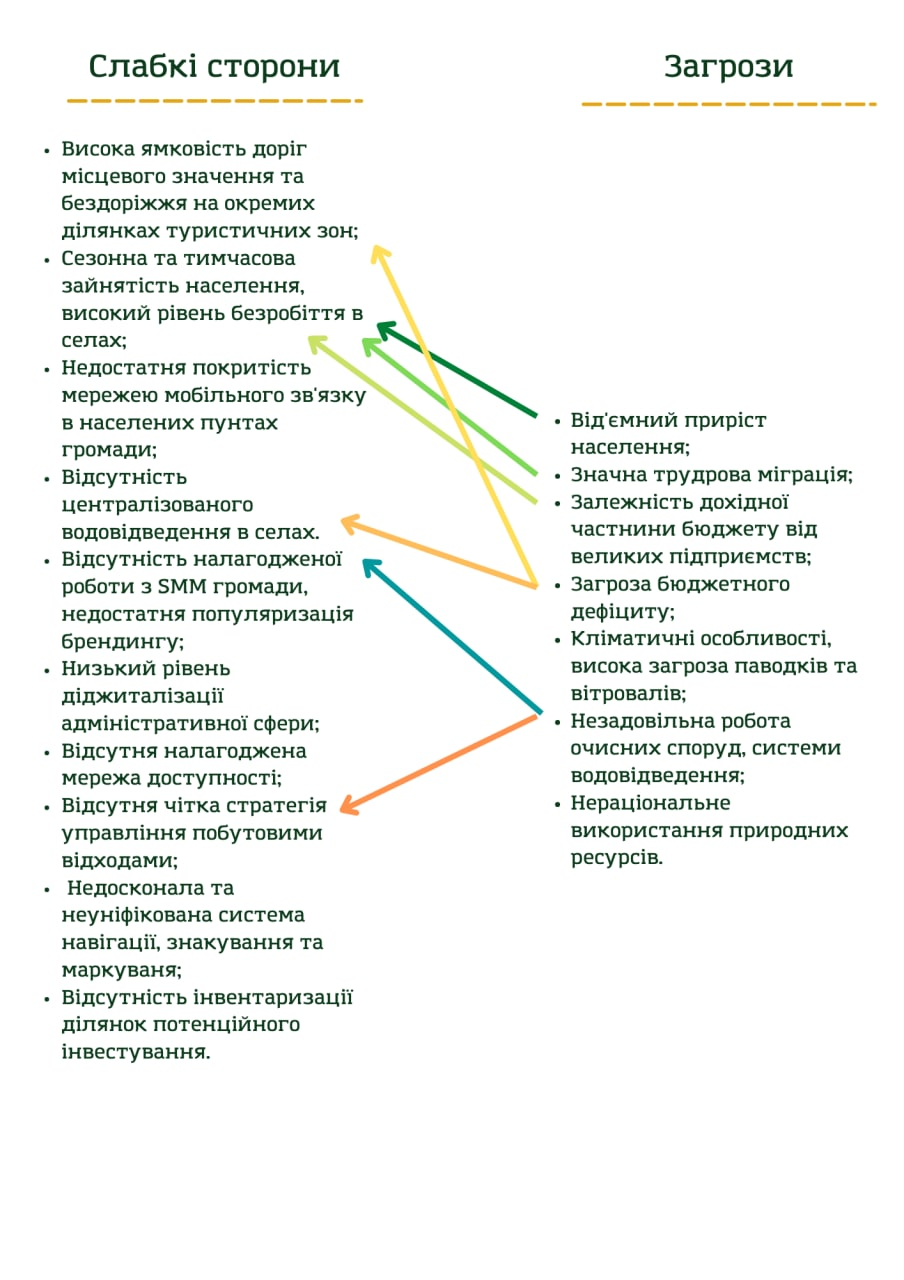 Слабкі сторони
• Висока ямковість доріг
місцевого значення та
бездоріжжя на окремих
ділянках туристичних зон;
• Сезонна та тимчасова
зайнятість населення,
високий рівень безробіття в
селах;
• Недостатня покритість
мережею мобільного зв'язку
в населених пунтах
громади;
• Відсутність
централізованого
водовідведення в селах.
• Відсутність налагодженої
роботи з SMM громади,
недостатня популяризація
брендингу;
• Низький рівень
діджиталізації
адміністративної сфери;
• Відсутня налагоджена
мережа доступності;
• Відсутня чітка стратегія
управління побутовими
відходами;
• Недосконала та
неуніфікована система
навігації, знакування та
маркуваня;
• Відсутність інвентаризації
ділянок потенційного
інвестування.
Загрози
• Від'ємний приріст
населення;
• Значна трудрова міграція;
• Залежність дохідної
частнини бюджету від
великих підприємств;
• Загроза бюджетного
дефіциту;
• Кліматичні особливості,
висока загроза паводків та
вітровалів;
• Незадовільна робота
очисних споруд, системи
водовідведення;
• Нераціональне
використання природних
ресурсів.